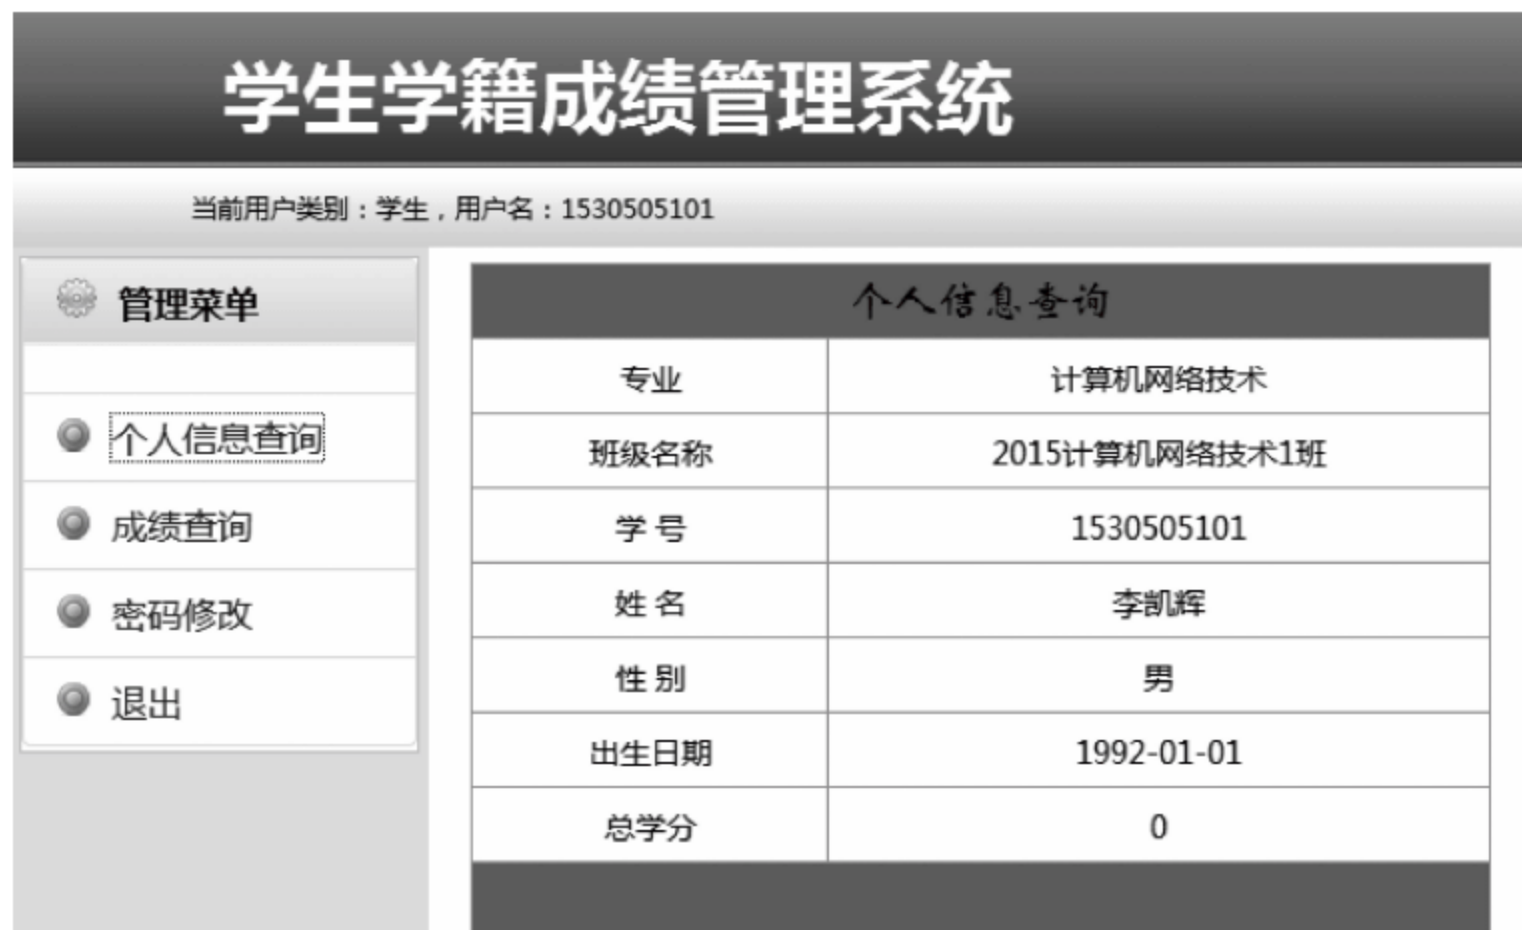 学生学籍成绩管理系统
当前用户类别：学生，用户名：1530505101
管理菜单
个人信息查询
成绩查询
密码修改
退出
个人信息查询
专业 计算机网络技术
班级名称 2015计算机网络技术1班
学 号 1530505101
姓 名 李凯辉
性 别 男
出生日期 1992-01-01
总学分 0